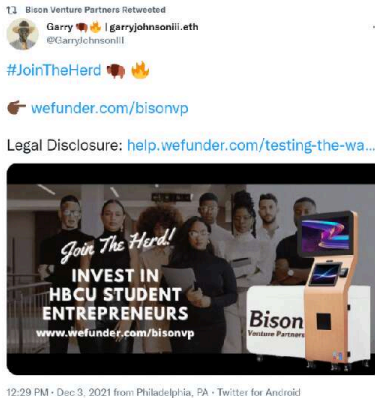 Bison Venture Partners Retweeted
Garry 🦬🔥 | garryjohnsoniii.eth
@GarryJohnsonIII
#JoinTheHerd 🦬 🔥
👉🏿 wefunder.com/bisonvp
Legal Disclosure: help.wefunder.com/testing-the-wa...
Join The Herd!
INVEST IN
HBCU STUDENT
ENTREPRENEURS
www.wefunder.com/bisonvp
Bison
Venture Partners
12:29 PM · Dec 3, 2021 from Philadelphia, PA · Twitter for Android